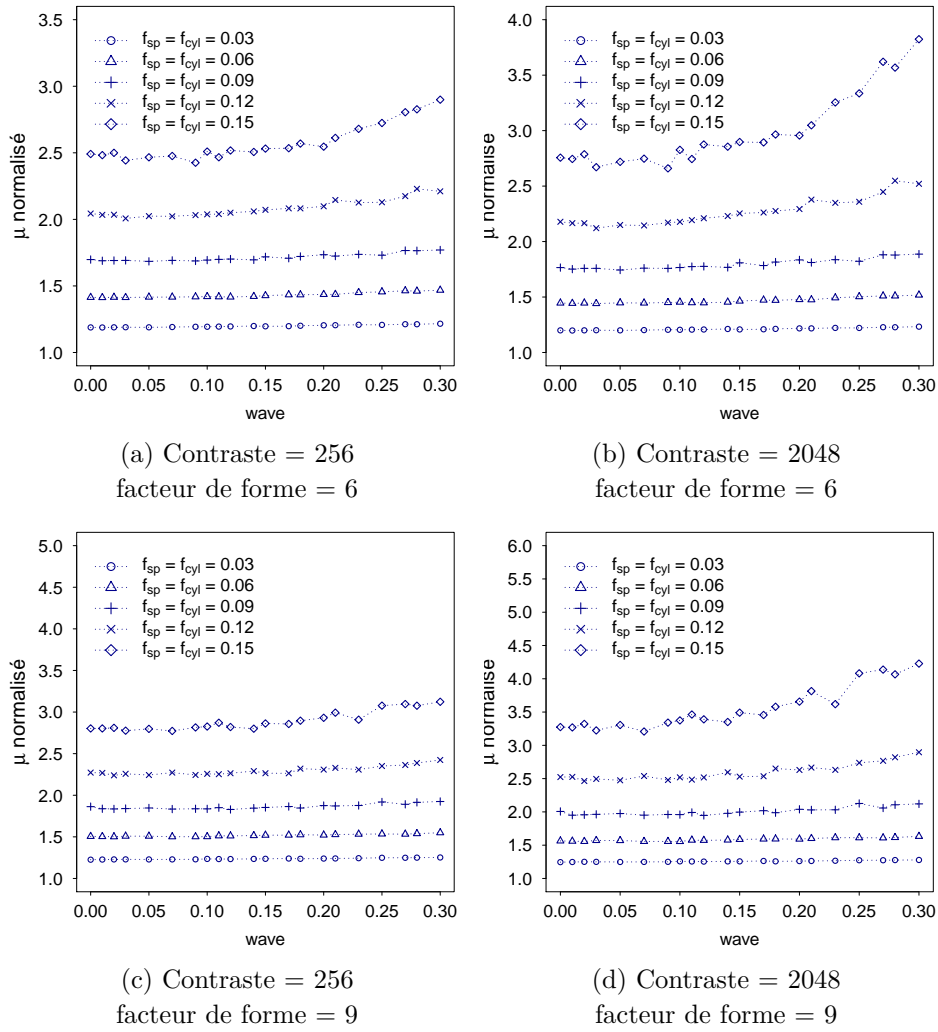 3.5
3.0
2.5
2.0
1.5
1.0
μ normalisé
f_sp = f_cyl = 0.03
f_sp = f_cyl = 0.06
f_sp = f_cyl = 0.09
f_sp = f_cyl = 0.12
f_sp = f_cyl = 0.15
0.00 0.05 0.10 0.15 0.20 0.25 0.30
wave
(a) Contraste = 256
facteur de forme = 6
4.0
3.5
3.0
2.5
2.0
1.5
1.0
μ normalisé
f_sp = f_cyl = 0.03
f_sp = f_cyl = 0.06
f_sp = f_cyl = 0.09
f_sp = f_cyl = 0.12
f_sp = f_cyl = 0.15
0.00 0.05 0.10 0.15 0.20 0.25 0.30
wave
(b) Contraste = 2048
facteur de forme = 6
5.0
4.5
4.0
3.5
3.0
2.5
2.0
1.5
1.0
μ normalisé
f_sp = f_cyl = 0.03
f_sp = f_cyl = 0.06
f_sp = f_cyl = 0.09
f_sp = f_cyl = 0.12
f_sp = f_cyl = 0.15
0.00 0.05 0.10 0.15 0.20 0.25 0.30
wave
(c) Contraste = 256
facteur de forme = 9
6.0
5.5
5.0
4.5
4.0
3.5
3.0
2.5
2.0
1.5
1.0
μ normalisé
f_sp = f_cyl = 0.03
f_sp = f_cyl = 0.06
f_sp = f_cyl = 0.09
f_sp = f_cyl = 0.12
f_sp = f_cyl = 0.15
0.00 0.05 0.10 0.15 0.20 0.25 0.30
wave
(d) Contraste = 2048
facteur de forme = 9